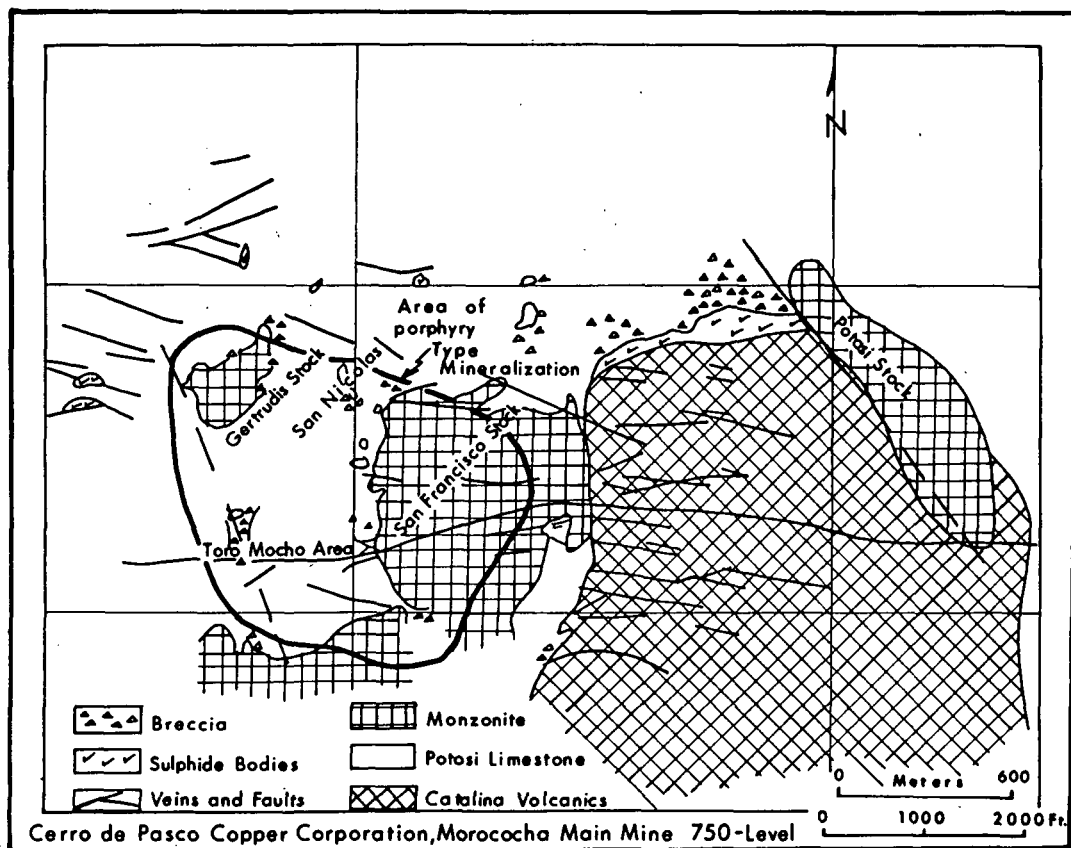 N
Area of
porphyry
Type
Mineralization
Potosi Stock
Gertrudis Stock
San Nicolas
San Francisco Stock
Toro Mocho Area
Breccia
Monzonite
Sulphide Bodies
Potosi Limestone
Veins and Faults
Catalina Volcanics
0 Meters 600
0 1000 2000 Ft.
Cerro de Pasco Copper Corporation, Morococha Main Mine 750-Level